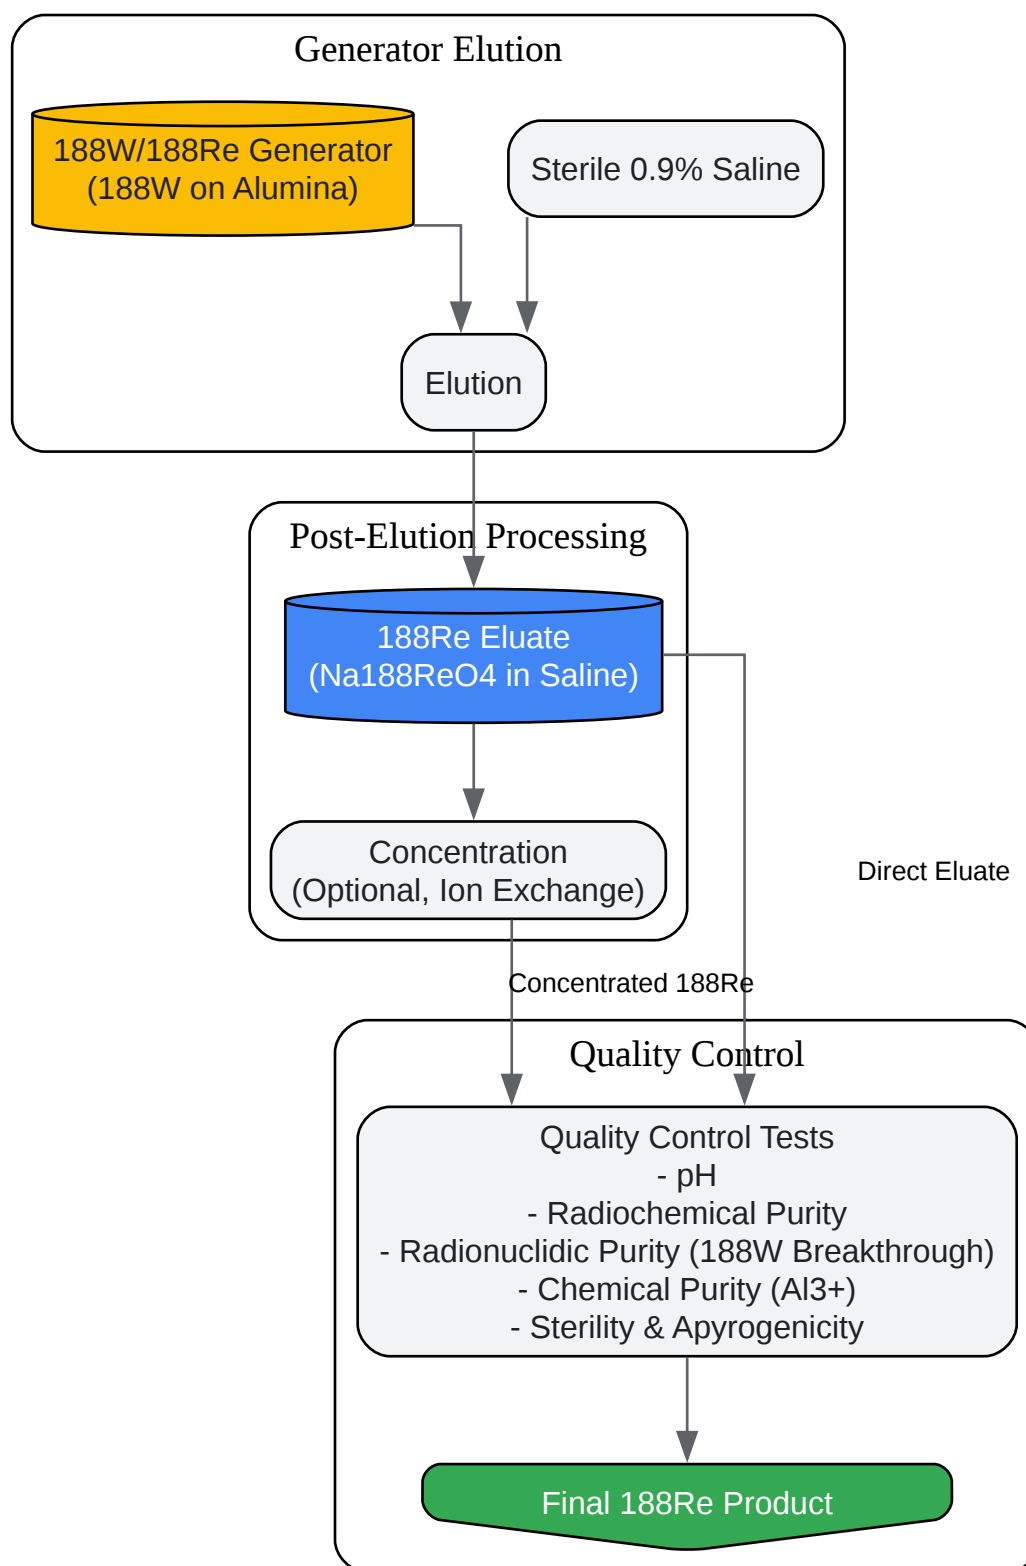 Generator Elution
188W/188Re Generator
(188W on Alumina)
Sterile 0.9% Saline
Elution
Post-Elution Processing
188Re Eluate
(Na188ReO4 in Saline)
Concentration
(Optional, Ion Exchange)
Direct Eluate
Concentrated 188Re
Quality Control
Quality Control Tests
- pH
- Radiochemical Purity
- Radionuclidic Purity (188W Breakthrough)
- Chemical Purity (Al3+)
- Sterility & Apyrogenicity
Final 188Re Product